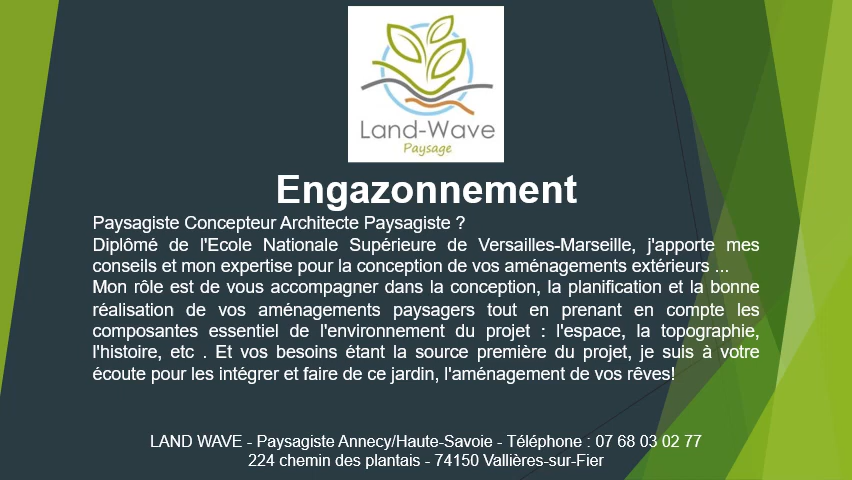 Land-Wave
Paysage
Engazonnement
Paysagiste Concepteur Architecte Paysagiste ?
Diplômé de l'Ecole Nationale Supérieure de Versailles-Marseille, j'apporte mes
conseils et mon expertise pour la conception de vos aménagements extérieurs ...
Mon rôle est de vous accompagner dans la conception, la planification et la bonne
réalisation de vos aménagements paysagers tout en prenant en compte les
composantes essentiel de l'environnement du projet : l'espace, la topographie,
l'histoire, etc . Et vos besoins étant la source première du projet, je suis à votre
écoute pour les intégrer et faire de ce jardin, l'aménagement de vos rêves!
LAND WAVE - Paysagiste Annecy/Haute-Savoie - Téléphone : 07 68 03 02 77
224 chemin des plantais - 74150 Vallières-sur-Fier